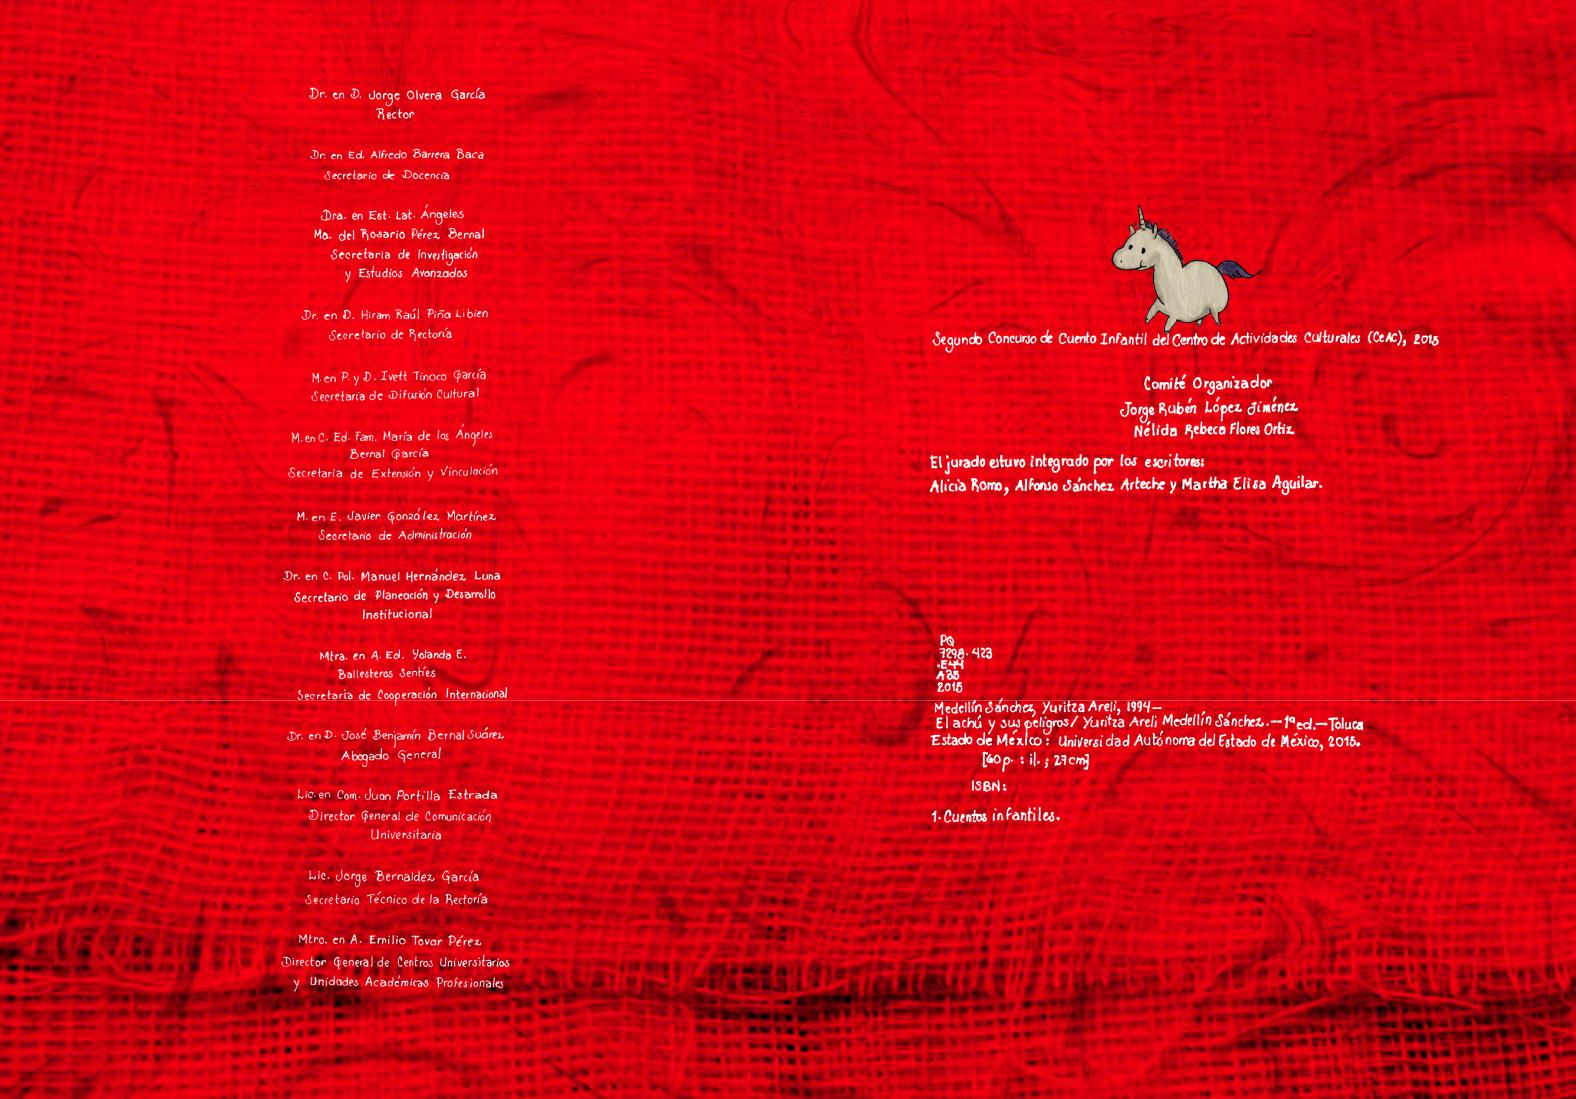 Dr. en D. Jorge Olvera García
Rector
Dr. en Ed. Alfredo Barrera Baca
Secretario de Docencia
Dra. en Est. Lat. Ángeles
Ma. del Rosario Pérez Bernal
Secretaria de Investigación
y Estudios Avanzados
Dr. en D. Hiram Raúl Piña Libien
Secretario de Rectoría
M. en P. y D. Ivett Tinoco García
Secretaria de Difusión Cultural
M. en C. Ed. Fam. María de los Ángeles
Bernal García
Secretaria de Extensión y Vinculación
M. en E. Javier González Martínez
Secretario de Administración
Dr. en C. Pol. Manuel Hernández Luna
Secretario de Planeación y Desarrollo
Institucional
Mtra. en A. Ed. Yolanda E.
Ballesteros Sentíes
Secretaria de Cooperación Internacional
Dr. en D. José Benjamín Bernal Suárez
Abogado General
Lic. en Com. Juan Portilla Estrada
Director General de Comunicación
Universitaria
Lic. Jorge Bernaldez García
Secretario Técnico de la Rectoría
Mtro. en A. Emilio Tovar Pérez
Director General de Centros Universitarios
y Unidades Académicas Profesionales
Segundo Concurso de Cuento Infantil del Centro de Actividades Culturales (CeAC), 2015
Comité Organizador
Jorge Rubén López Jiménez
Nélida Rebeca Flores Ortiz
El jurado estuvo integrado por los escritores:
Alicia Romo, Alfonso Sánchez Arteche y Martha Elisa Aguilar.
PQ
7298.423
.E44
A35
2015
Medellín Sánchez, Yuritza Areli, 1994—
El achú y sus peligros/ Yuritza Areli Medellín Sánchez.--1ª ed.—Toluca
Estado de México: Universidad Autónoma del Estado de México, 2015.
[60 p. : il. ; 27 cm]
ISBN:
1. Cuentos infantiles.